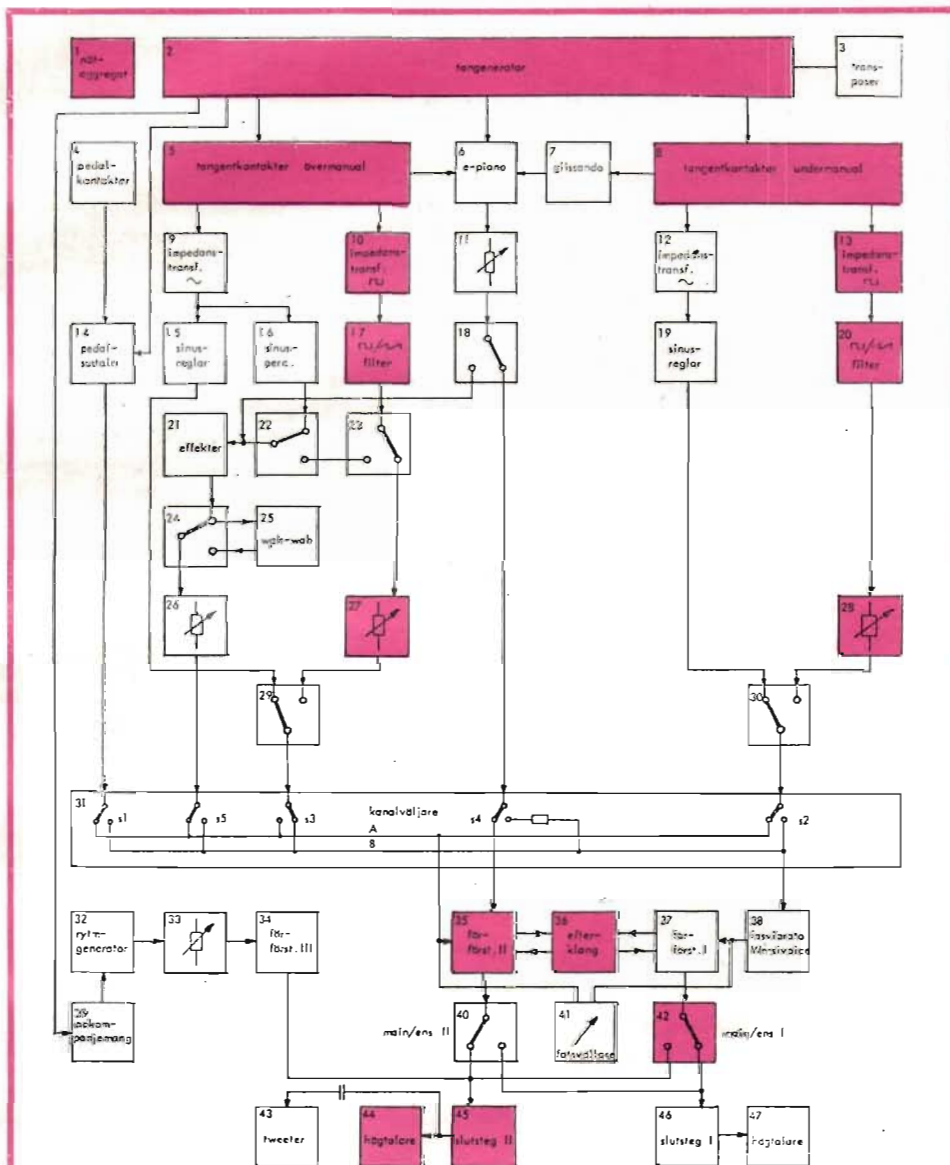 1
nät-
aggregat
2
tongenerator
3
trans-
poser
4
pedal-
kontakter
5
tangentkontakter övermanual
6
e-piano
7
glissando
8
tangentkontakter undermanual
9
impedans-
transf.
10
impedans-
transf.
11
12
impedans-
transf.
13
impedans-
transf.
14
pedal-
sustain
15
sinus-
reglar
16
sinus-
perc.
17
filter
18
19
sinus-
reglar
20
filter
21
effekter
22
23
24
25
wah-wah
26
27
28
29
30
31
kanalväljare
s1
s5
s3
s4
s2
A
B
32
rytm-
generator
33
34
för-
först. III
35
för-
först. II
36
efter-
klang
37
för-
först. I
38
fasvibrato
39
main/ens II
40
41
42
main/ens I
43
tweeter
44
högtalare
45
slutsteg II
46
slutsteg I
47
högtalare